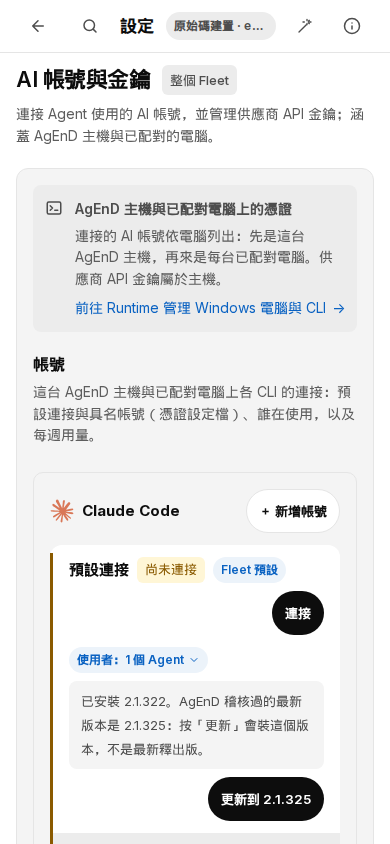 設定
原始碼建置 · e...
AI 帳號與金鑰
整個 Fleet
連接 Agent 使用的 AI 帳號，並管理供應商 API 金鑰；涵
蓋 AgEnD 主機與已配對的電腦。
AgEnD 主機與已配對電腦上的憑證
連接的 AI 帳號依電腦列出：先是這台
AgEnD 主機，再來是每台已配對電腦。供
應商 API 金鑰屬於主機。
前往 Runtime 管理 Windows 電腦與 CLI →
帳號
這台 AgEnD 主機與已配對電腦上各 CLI 的連接：預
設連接與具名帳號（憑證設定檔）、誰在使用，以及
每週用量。
Claude Code
+ 新增帳號
預設連接
尚未連接
Fleet 預設
連接
使用者：1 個 Agent
已安裝 2.1.322。AgEnD 稽核過的最新
版本是 2.1.325：按「更新」會裝這個版
本，不是最新釋出版。
更新到 2.1.325